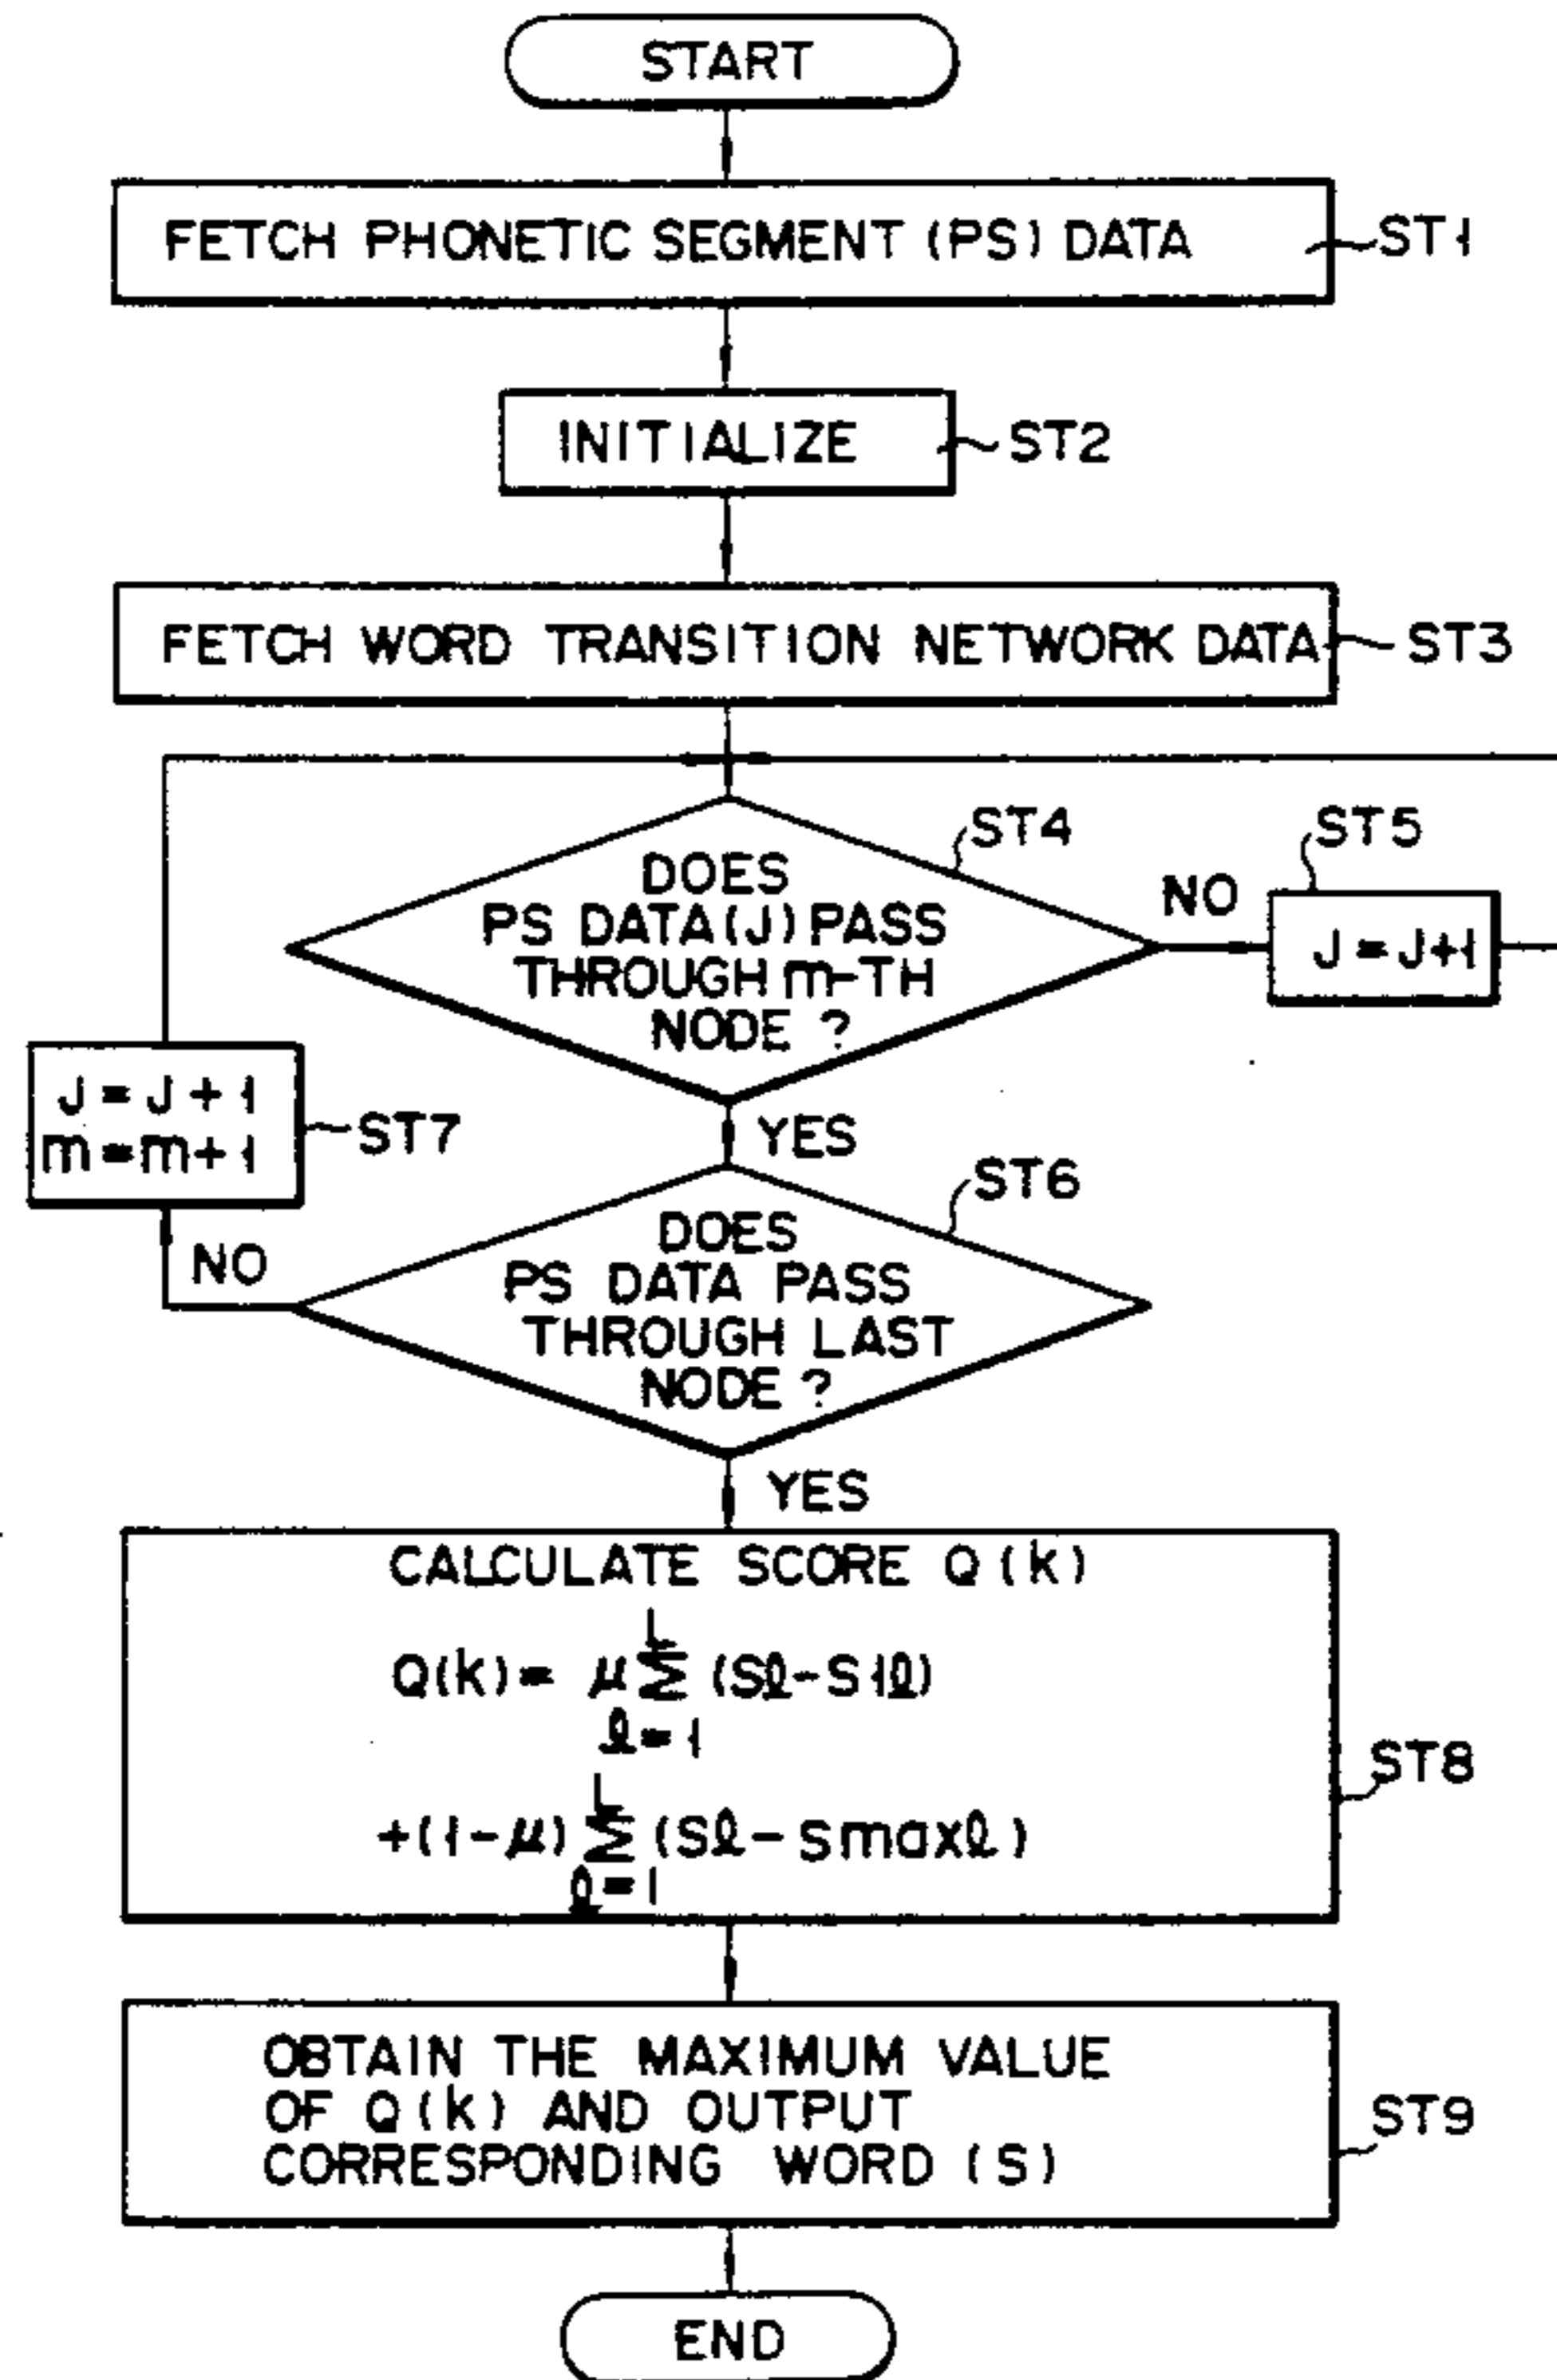 START
FETCH PHONETIC SEGMENT (PS) DATA
ST1
INITIALIZE
ST2
FETCH WORD TRANSITION NETWORK DATA
ST3
DOES
PS DATA(J) PASS
THROUGH m-TH
NODE ?
ST4
NO
ST5
J = J+1
YES
J = J + 1
m = m+1
ST7
NO
DOES
PS DATA PASS
THROUGH LAST
NODE ?
ST6
YES
CALCULATE SCORE Q (k)
L
Q(k) = μ Σ (Sℓ - S1ℓ)
ℓ = 1
L
+(1-μ) Σ (Sℓ - Smaxℓ)
ℓ = 1
ST8
OBTAIN THE MAXIMUM VALUE
OF Q(k) AND OUTPUT
CORRESPONDING WORD (S)
ST9
END